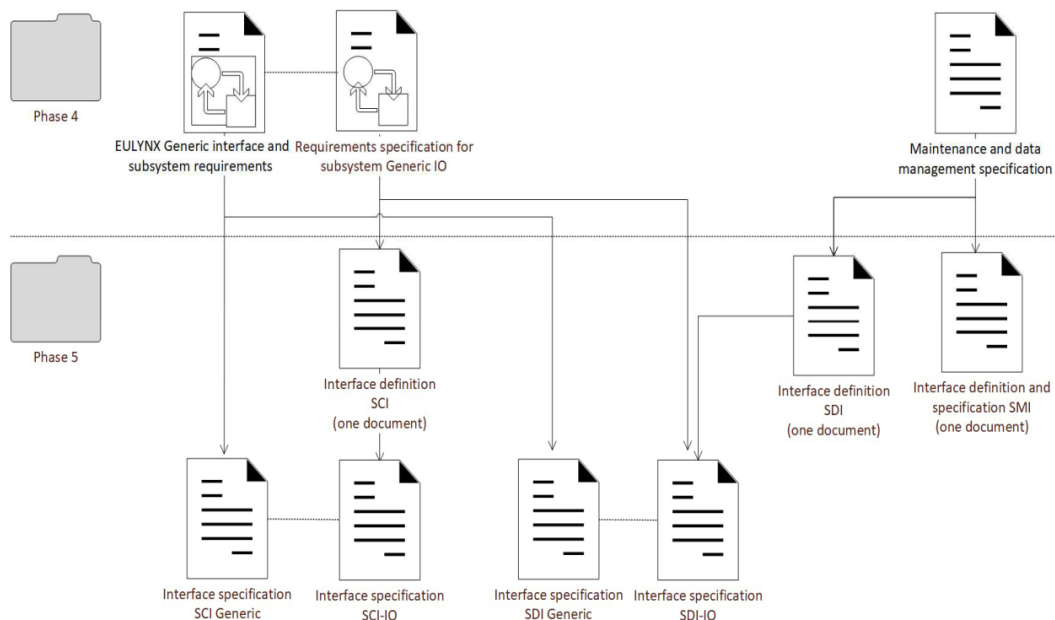 Phase 4
EULYNX Generic interface and
subsystem requirements
Requirements specification for
subsystem Generic IO
Maintenance and data
management specification
Phase 5
Interface definition
SCI
(one document)
Interface definition
SDI
(one document)
Interface definition and
specification SMI
(one document)
Interface specification
SCI Generic
Interface specification
SCI-IO
Interface specification
SDI Generic
Interface specification
SDI-IO